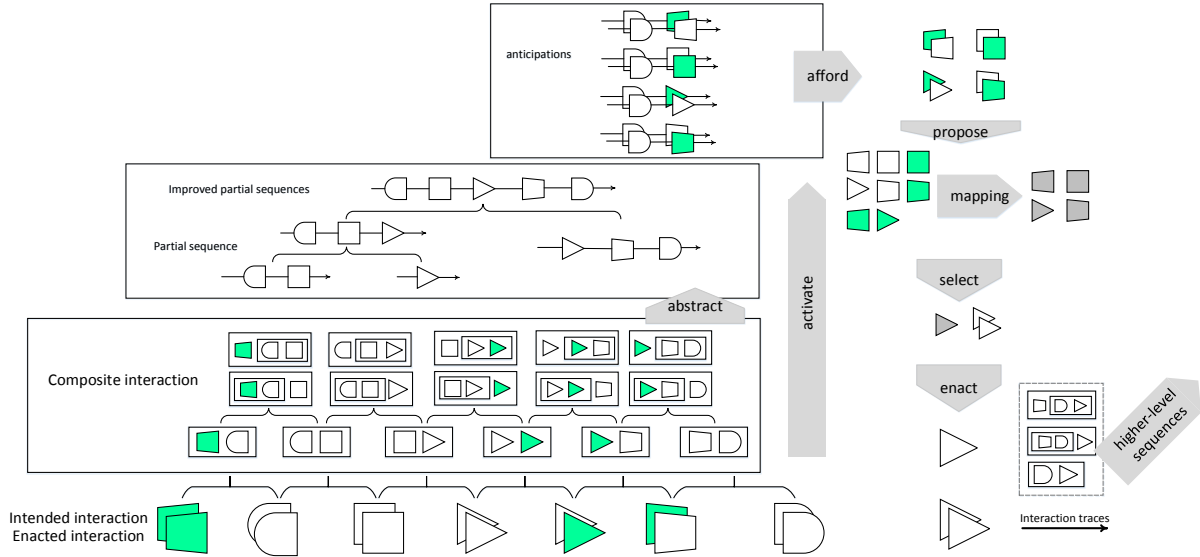 anticipations
afford
propose
Improved partial sequences
mapping
Partial sequence
select
abstract
activate
Composite interaction
enact
higher-level
sequences
Intended interaction
Enacted interaction
Interaction traces